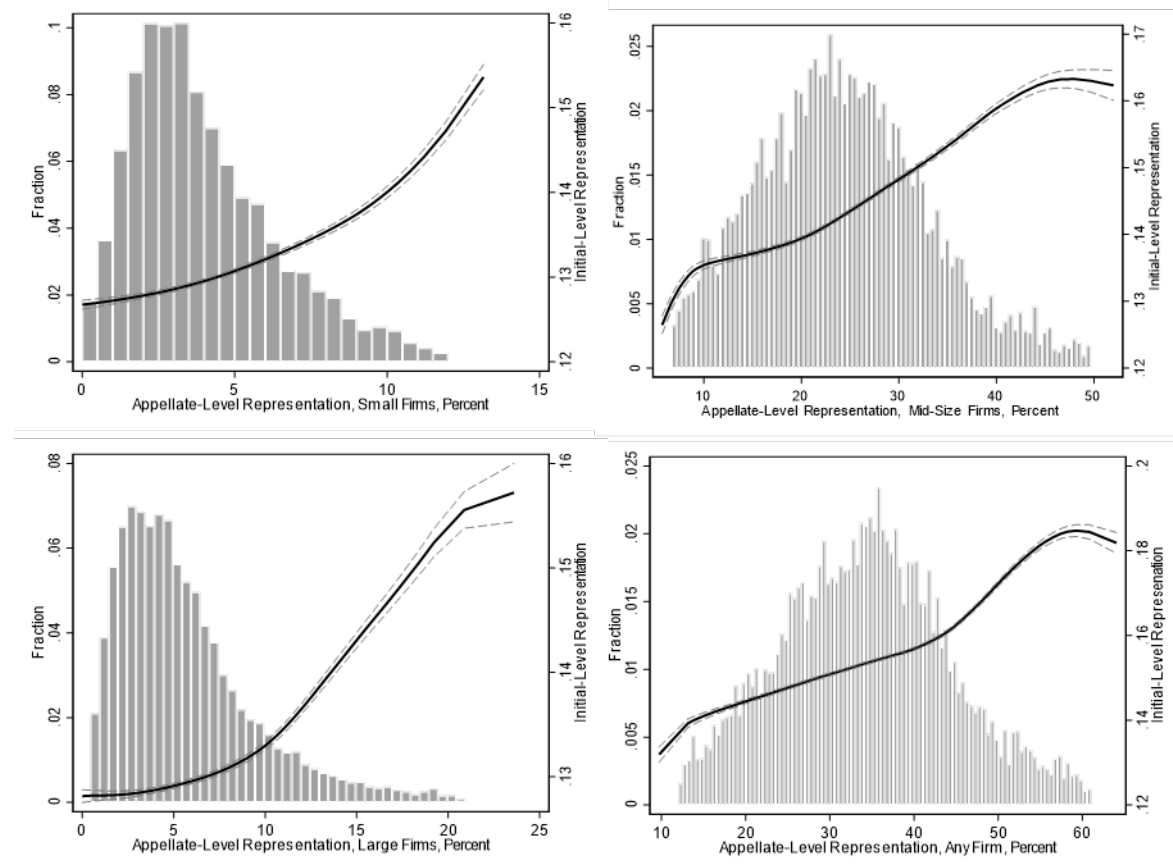 .1
.08
.06
.04
.02
0
Fraction
.16
.15
.14
.13
.12
Initial-Level Representation
0 5 10 15
Appellate-Level Representation, Small Firms, Percent
.025
.02
.015
.01
.005
0
Fraction
.17
.16
.15
.14
.13
.12
Initial-Level Representation
10 20 30 40 50
Appellate-Level Representation, Mid-Size Firms, Percent
.08
.06
.04
.02
0
Fraction
.16
.15
.14
.13
Initial-Level Representation
0 5 10 15 20 25
Appellate-Level Representation, Large Firms, Percent
.025
.02
.015
.01
.005
0
Fraction
.2
.18
.16
.14
.12
Initial-Level Representation
10 20 30 40 50 60
Appellate-Level Representation, Any Firm, Percent